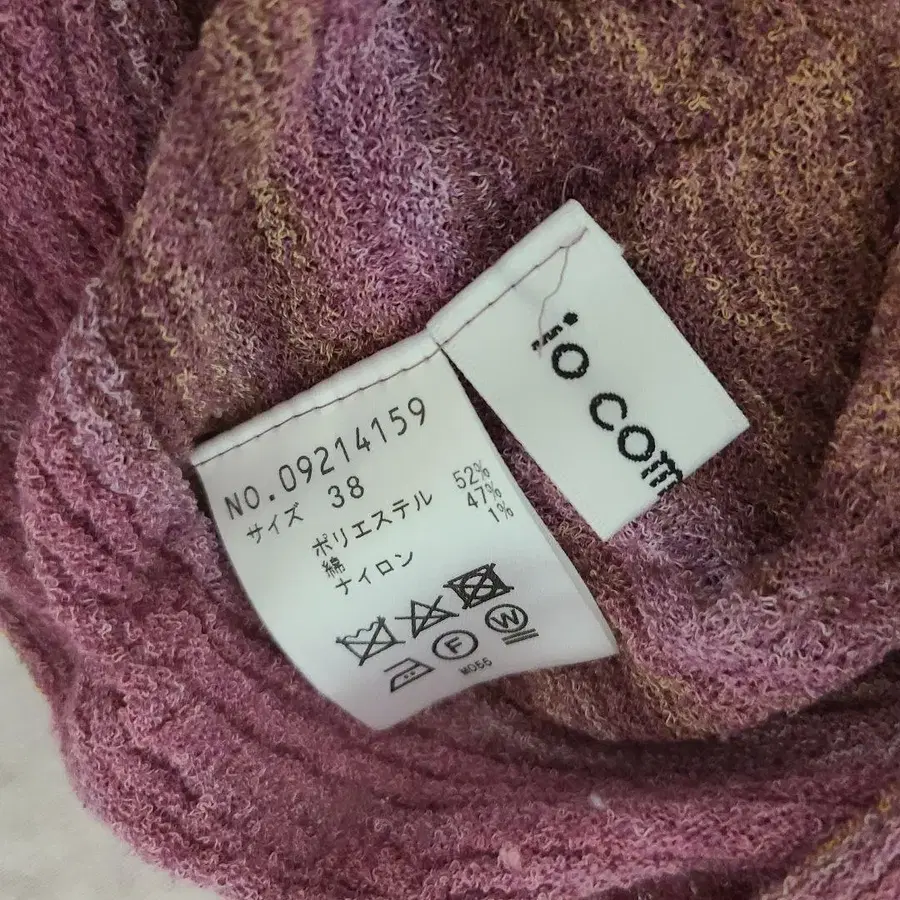 NO.09214159
サイズ 38
ポリエステル 52%
綿 47%
ナイロン 1%
F W
M055
io com